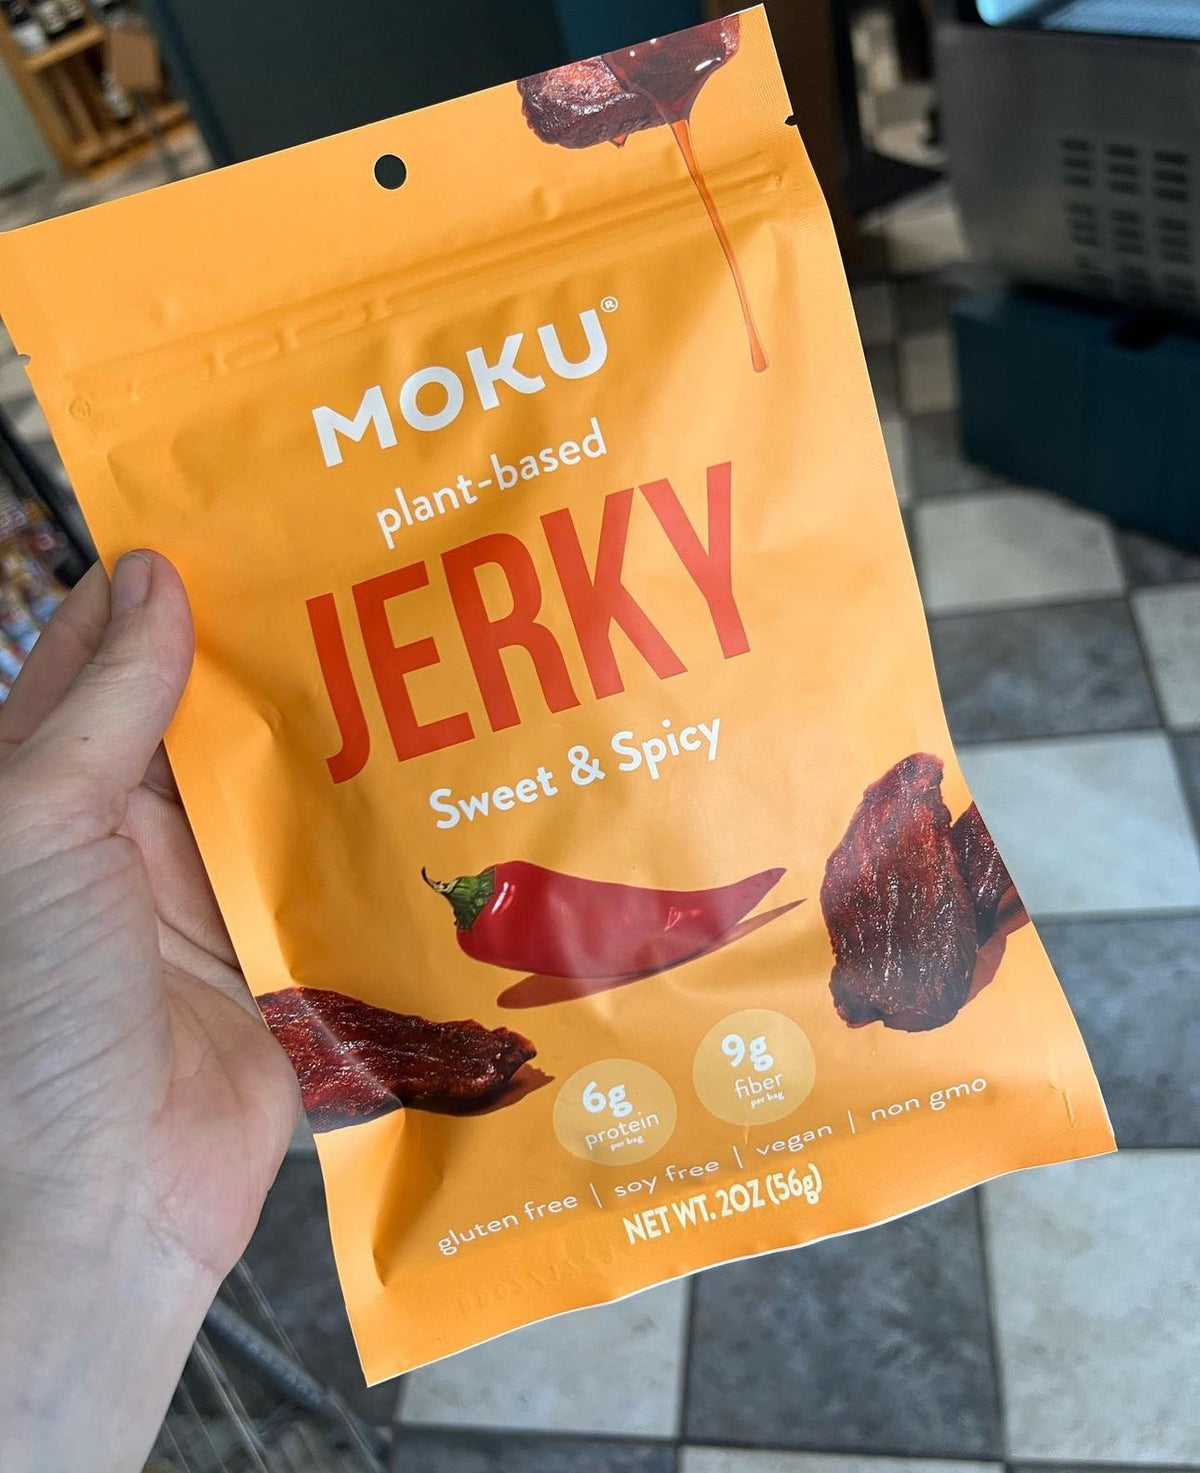 MOKU®
plant-based
JERKY
Sweet & Spicy
6g
protein
per bag
9g
fiber
per bag
gluten free | soy free | vegan | non gmo
NET WT. 2OZ (56g)